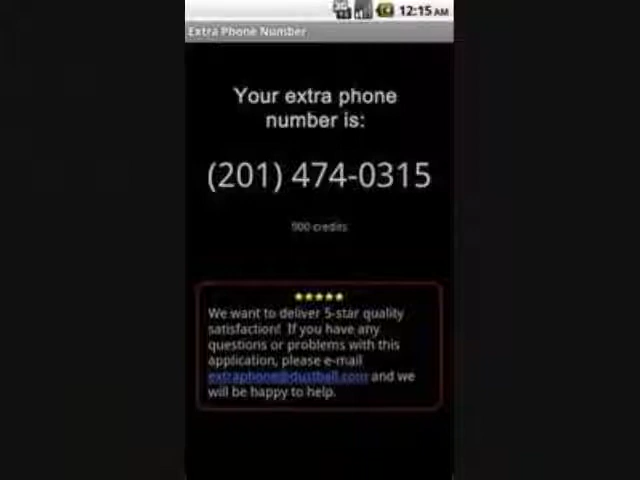 12:15 AM
Extra Phone Number
Your extra phone
number is:
(201) 474-0315
900 credits
We want to deliver 5-star quality
satisfaction! If you have any
questions or problems with this
application, please e-mail
extraphone@dustball.com and we
will be happy to help.